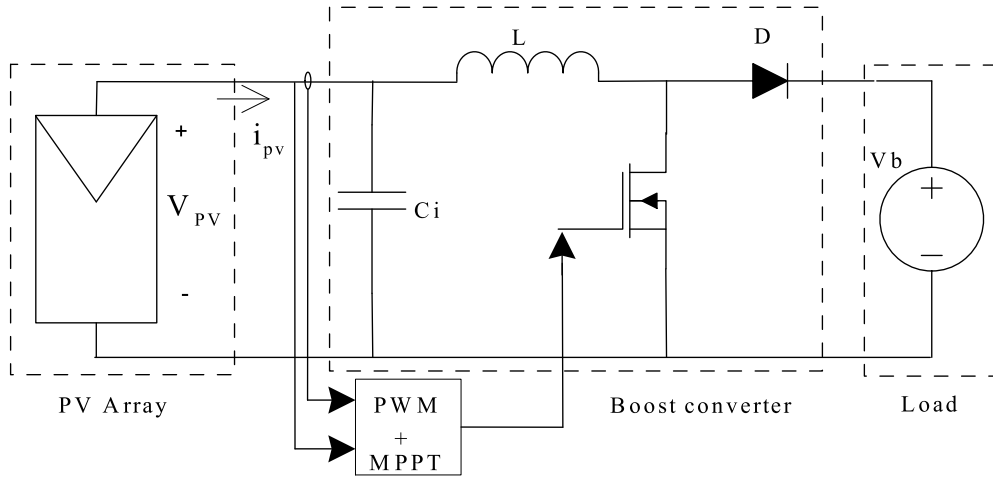 L
D
+
i pv
V PV
-
Ci
Vb
+
−
PV Array
PWM
+
MPPT
Boost converter
Load